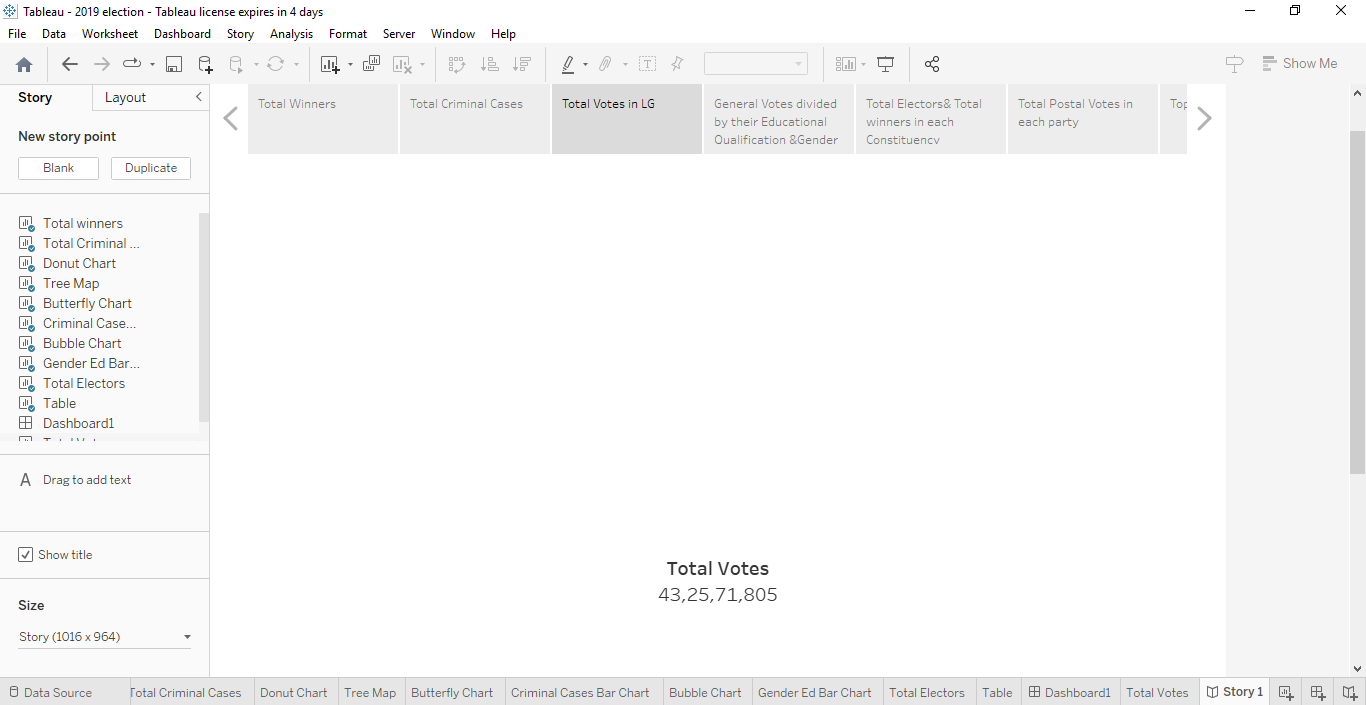 Tableau - 2019 election - Tableau license expires in 4 days
File Data Worksheet Dashboard Story Analysis Format Server Window Help
Show Me
Story Layout
New story point
Blank Duplicate
Total winners
Total Criminal ...
Donut Chart
Tree Map
Butterfly Chart
Criminal Case...
Bubble Chart
Gender Ed Bar...
Total Electors
Table
Dashboard1
A Drag to add text
Show title
Size
Story (1016 x 964)
Total Winners
Total Criminal Cases
Total Votes in LG
General Votes divided
by their Educational
Qualification &Gender
Total Electors& Total
winners in each
Constituency
Total Postal Votes in
each party
Top
Total Votes
43,25,71,805
Data Source Total Criminal Cases Donut Chart Tree Map Butterfly Chart Criminal Cases Bar Chart Bubble Chart Gender Ed Bar Chart Total Electors Table Dashboard1 Total Votes Story 1